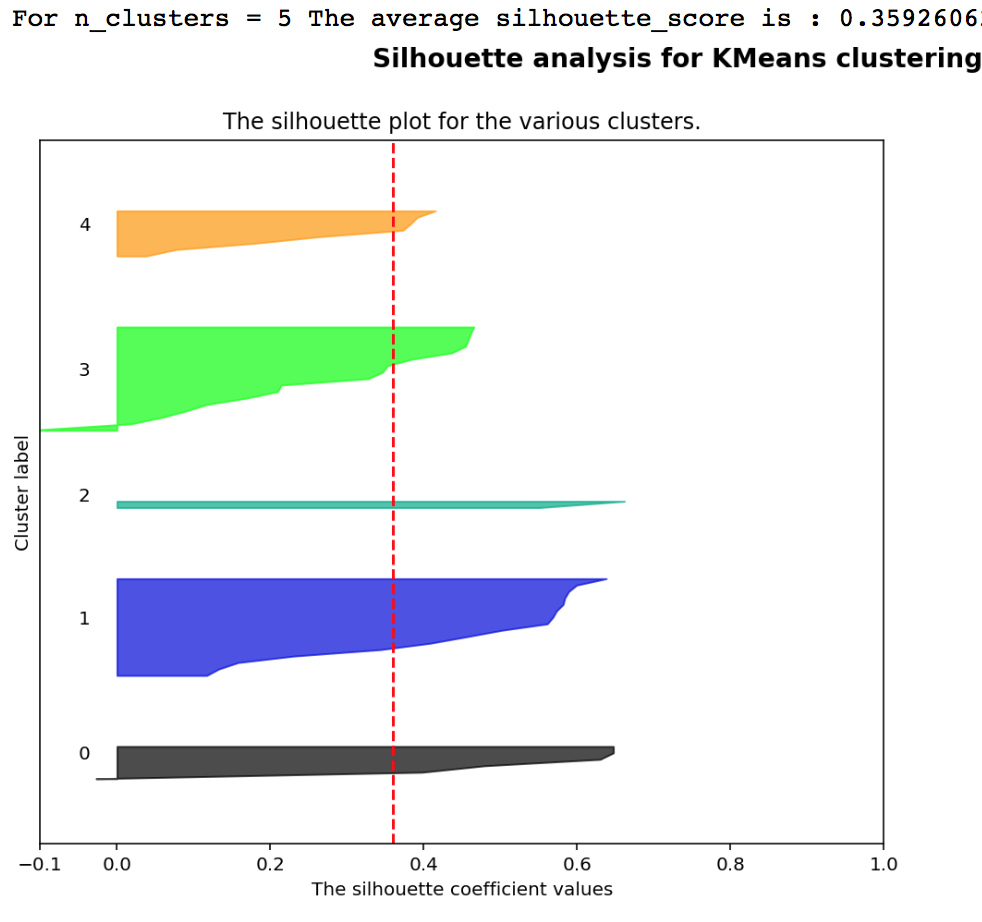 For n_clusters = 5 The average silhouette_score is : 0.3592606
Silhouette analysis for KMeans clustering
The silhouette plot for the various clusters.
4
3
2
1
0
Cluster label
−0.1 0.0 0.2 0.4 0.6 0.8 1.0
The silhouette coefficient values